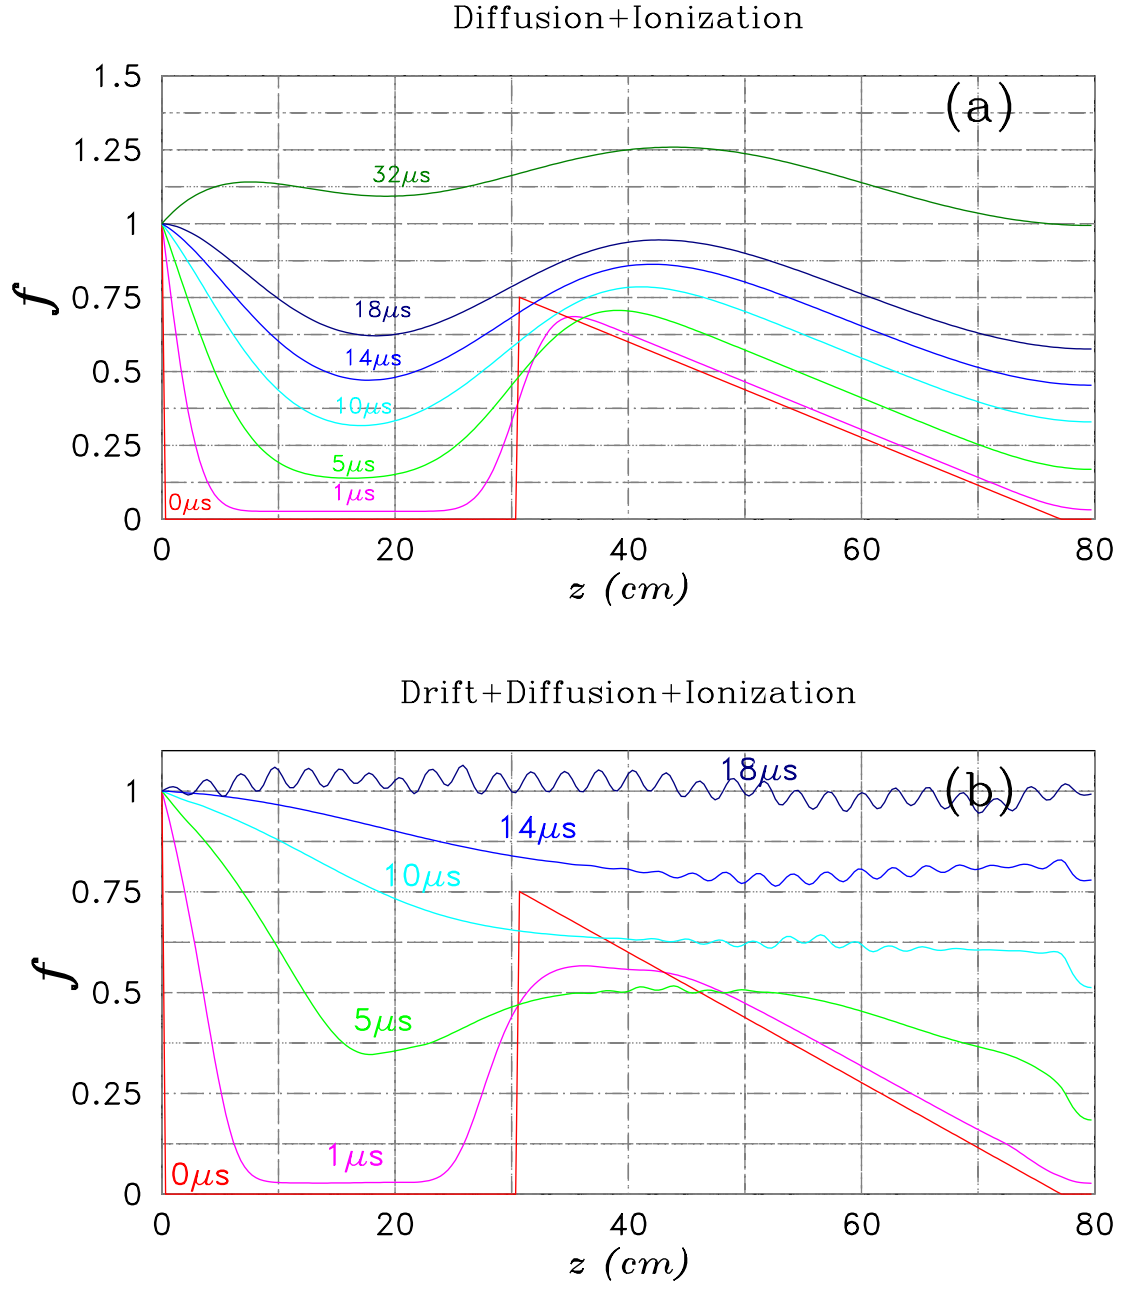 Diffusion+Ionization
(a)
1.5
1.25
1
0.75
0.5
0.25
0
f
32μs
18μs
14μs
10μs
5μs
1μs
0μs
0 20 40 60 80
z (cm)
Drift+Diffusion+Ionization
(b)
1
0.75
0.5
0.25
0
f
18μs
14μs
10μs
5μs
1μs
0μs
0 20 40 60 80
z (cm)